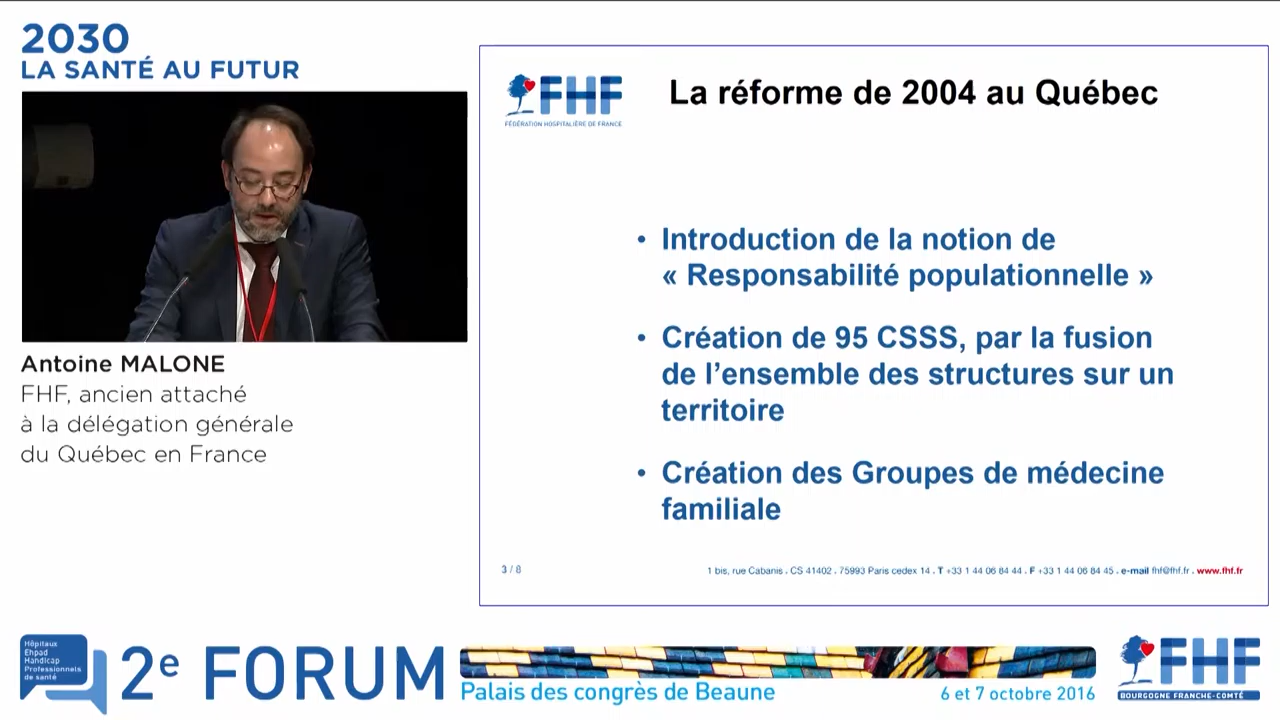 2030
LA SANTÉ AU FUTUR
Antoine MALONE
FHF, ancien attaché
à la délégation générale
du Québec en France
FHF
FÉDÉRATION HOSPITALIÈRE DE FRANCE
La réforme de 2004 au Québec
• Introduction de la notion de
« Responsabilité populationnelle »
• Création de 95 CSSS, par la fusion
de l’ensemble des structures sur un
territoire
• Création des Groupes de médecine
familiale
3 / 8
1 bis, rue Cabanis . CS 41402 . 75993 Paris cedex 14 . T +33 1 44 06 84 44 . F +33 1 44 06 84 45 . e-mail fhf@fhf.fr . www.fhf.fr
Hôpitaux
Ehpad
Handicap
Professionnels
de santé
2e FORUM
Palais des congrès de Beaune
6 et 7 octobre 2016
FHF
BOURGOGNE FRANCHE-COMTÉ